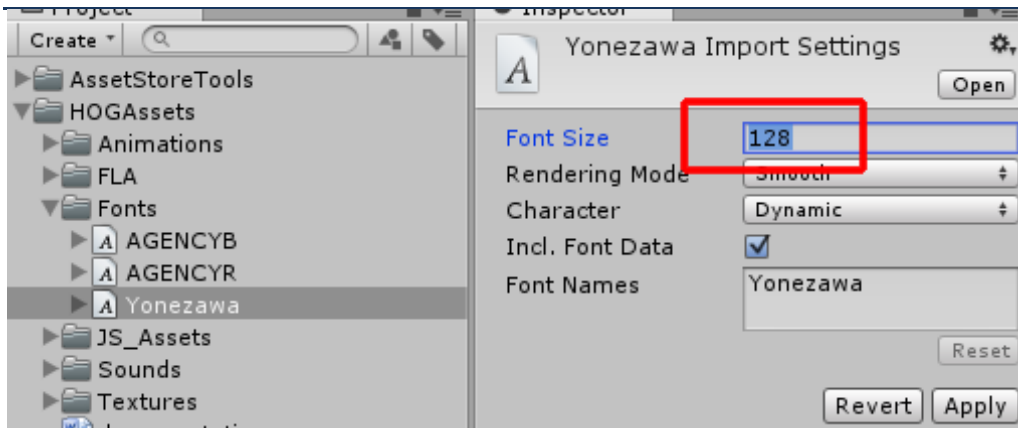 Project
Inspector
Create
AssetStoreTools
HOGAssets
Animations
FLA
Fonts
AGENCYB
AGENCYR
Yonezawa
JS_Assets
Sounds
Textures
Yonezawa Import Settings
Open
Font Size 128
Rendering Mode Smooth
Character Dynamic
Incl. Font Data
Font Names Yonezawa
Reset
Revert Apply